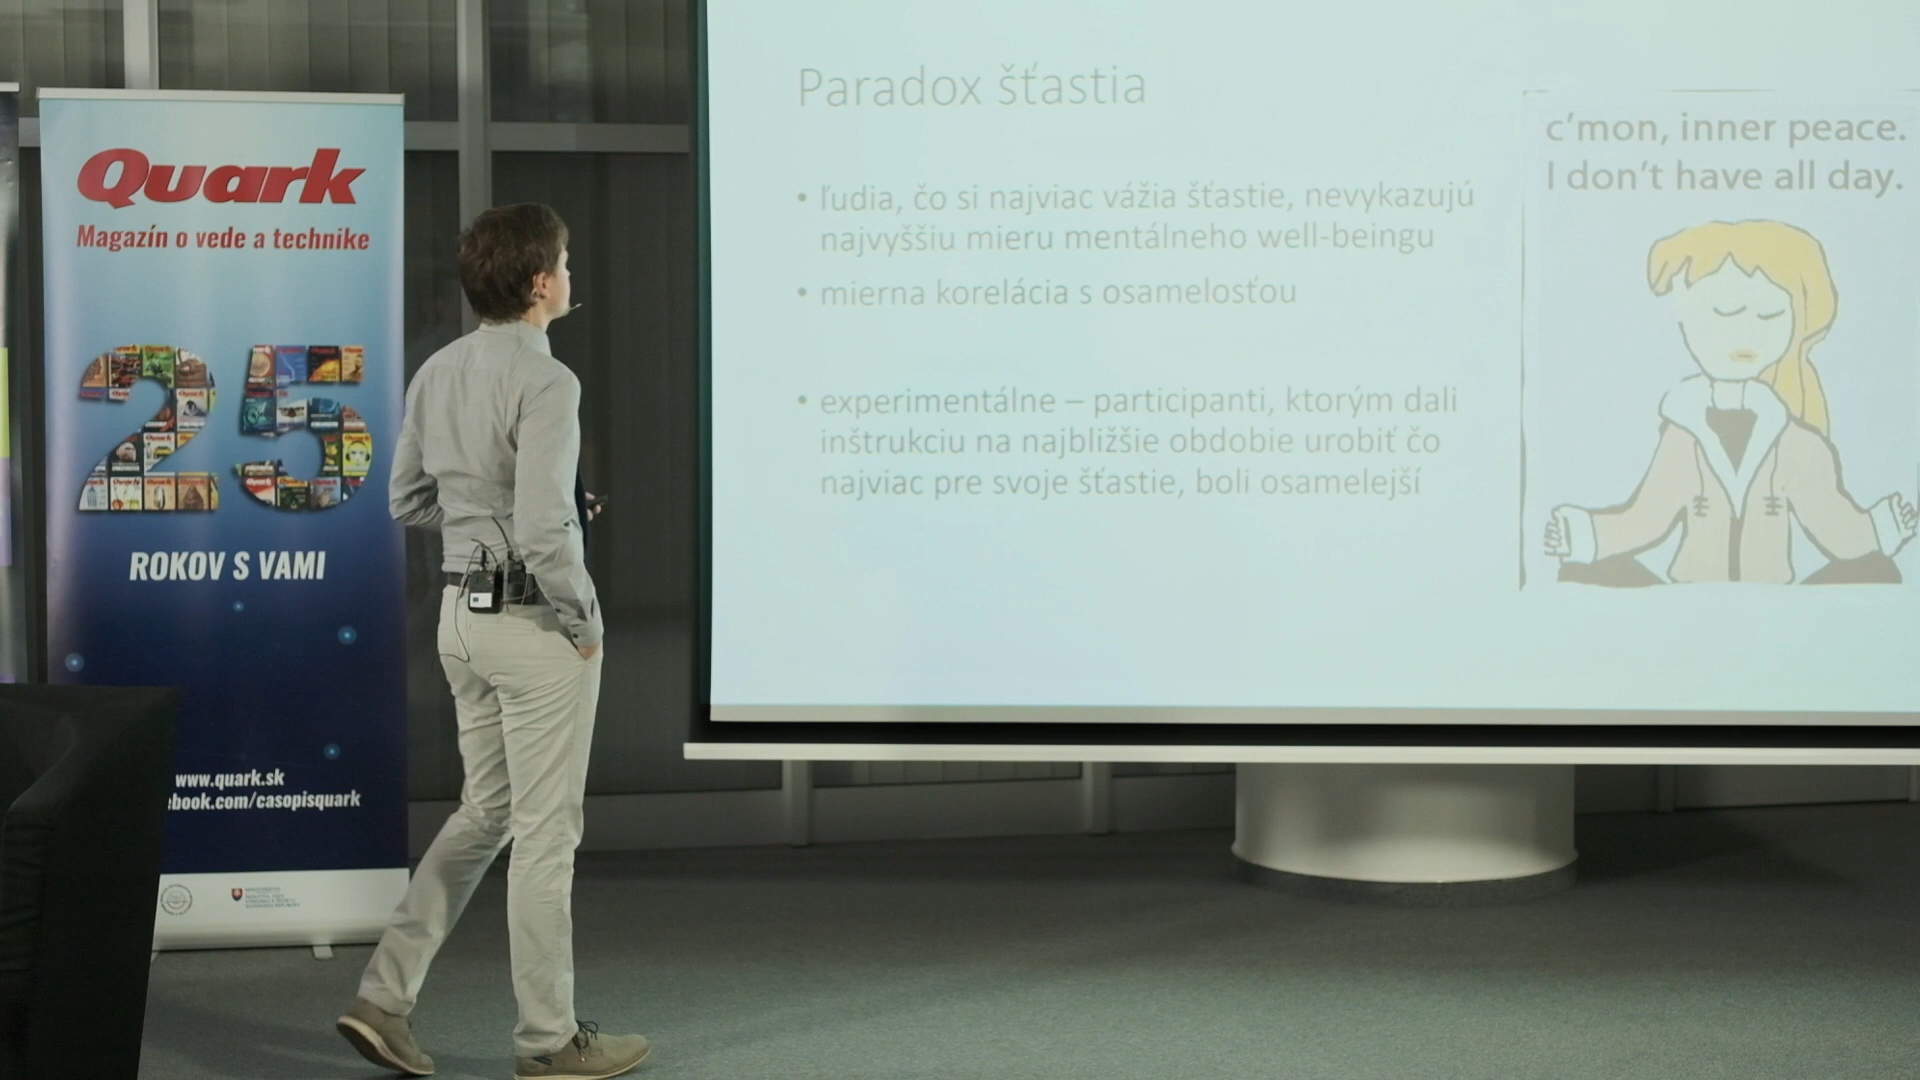 Quark
Magazín o vede a technike
25
ROKOV S VAMI
www.quark.sk
book.com/casopisquark
Paradox šťastia
• ľudia, čo si najviac vážia šťastie, nevykazujú
najvyššiu mieru mentálneho well-beingu
• mierna korelácia s osamelosťou
• experimentálne – participanti, ktorým dali
inštrukciu na najbližšie obdobie urobiť čo
najviac pre svoje šťastie, boli osamelejší
c'mon, inner peace.
I don't have all day.